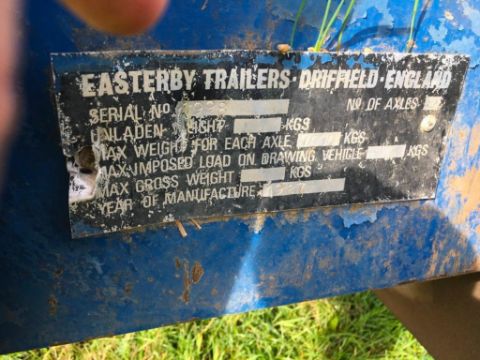 EASTERBY TRAILERS · DRIFFIELD · ENGLAND
SERIAL No No OF AXLES
UNLADEN WEIGHT KGS
MAX WEIGHT FOR EACH AXLE KGS
MAX·IMPOSED LOAD ON DRAWING VEHICLE KGS
MAX GROSS WEIGHT KGS
YEAR OF MANUFACTURE